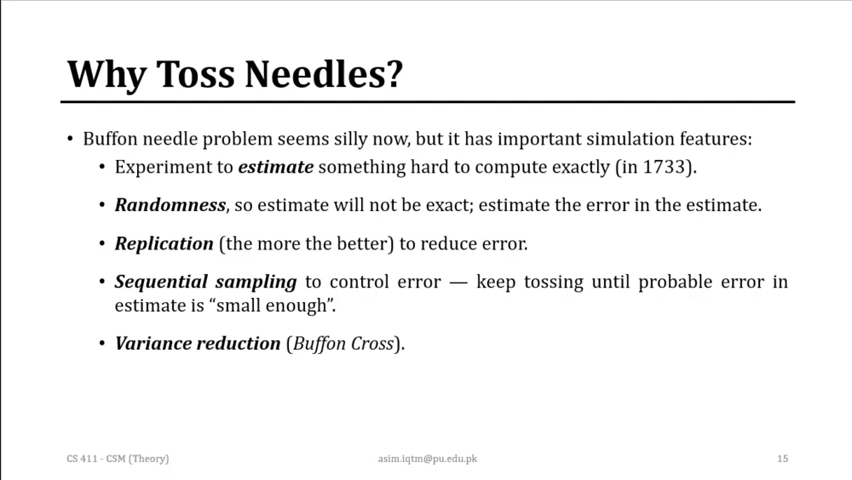 Why Toss Needles?
• Buffon needle problem seems silly now, but it has important simulation features:
• Experiment to estimate something hard to compute exactly (in 1733).
• Randomness, so estimate will not be exact; estimate the error in the estimate.
• Replication (the more the better) to reduce error.
• Sequential sampling to control error — keep tossing until probable error in
estimate is “small enough”.
• Variance reduction (Buffon Cross).
CS 411 - CSM (Theory)
asim.iqtm@pu.edu.pk
15